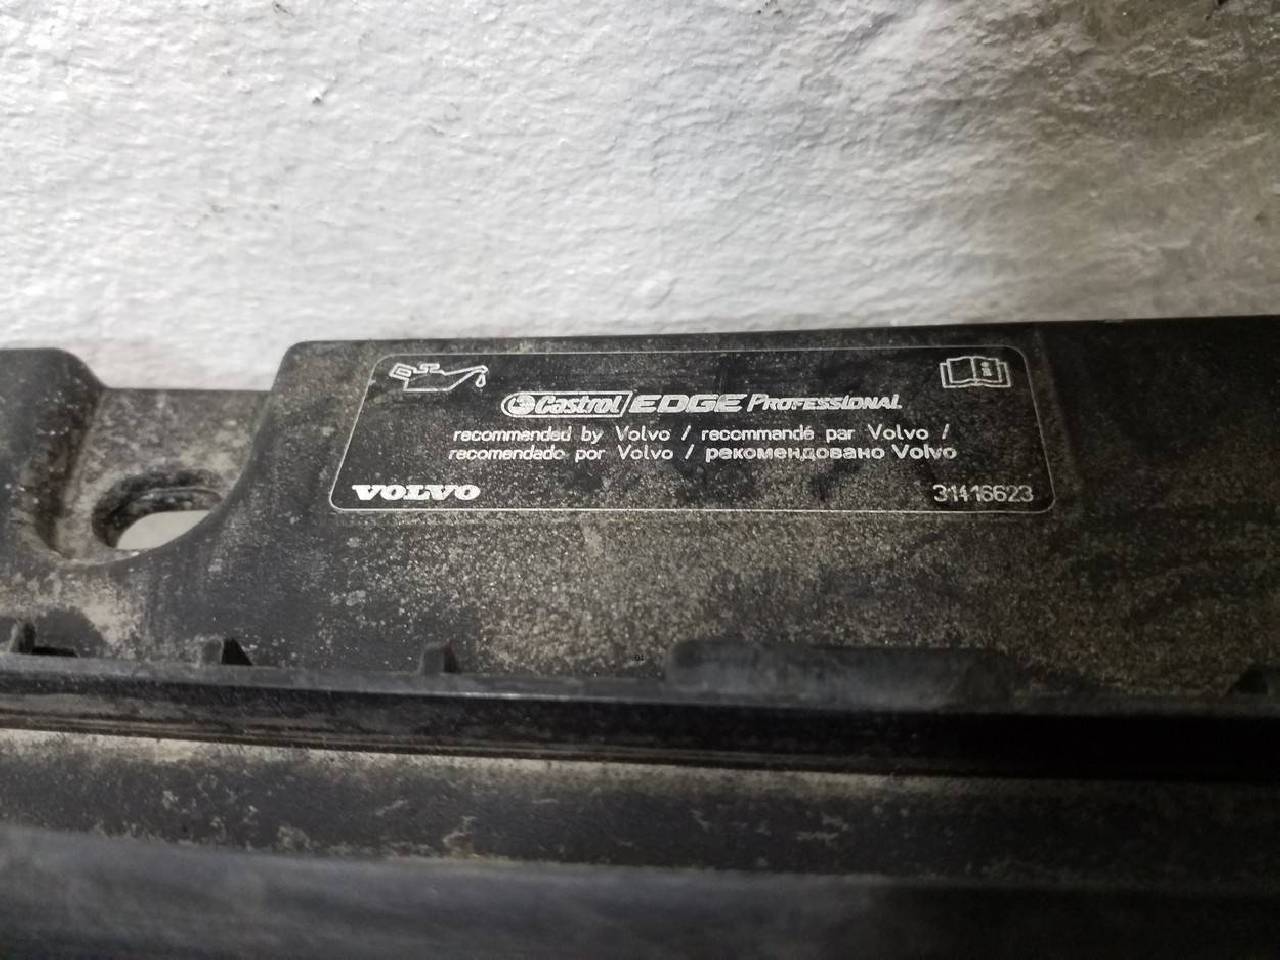 Castrol EDGE PROFESSIONAL
recommended by Volvo / recommandé par Volvo /
recomendado por Volvo / рекомендовано Volvo
VOLVO 31416623